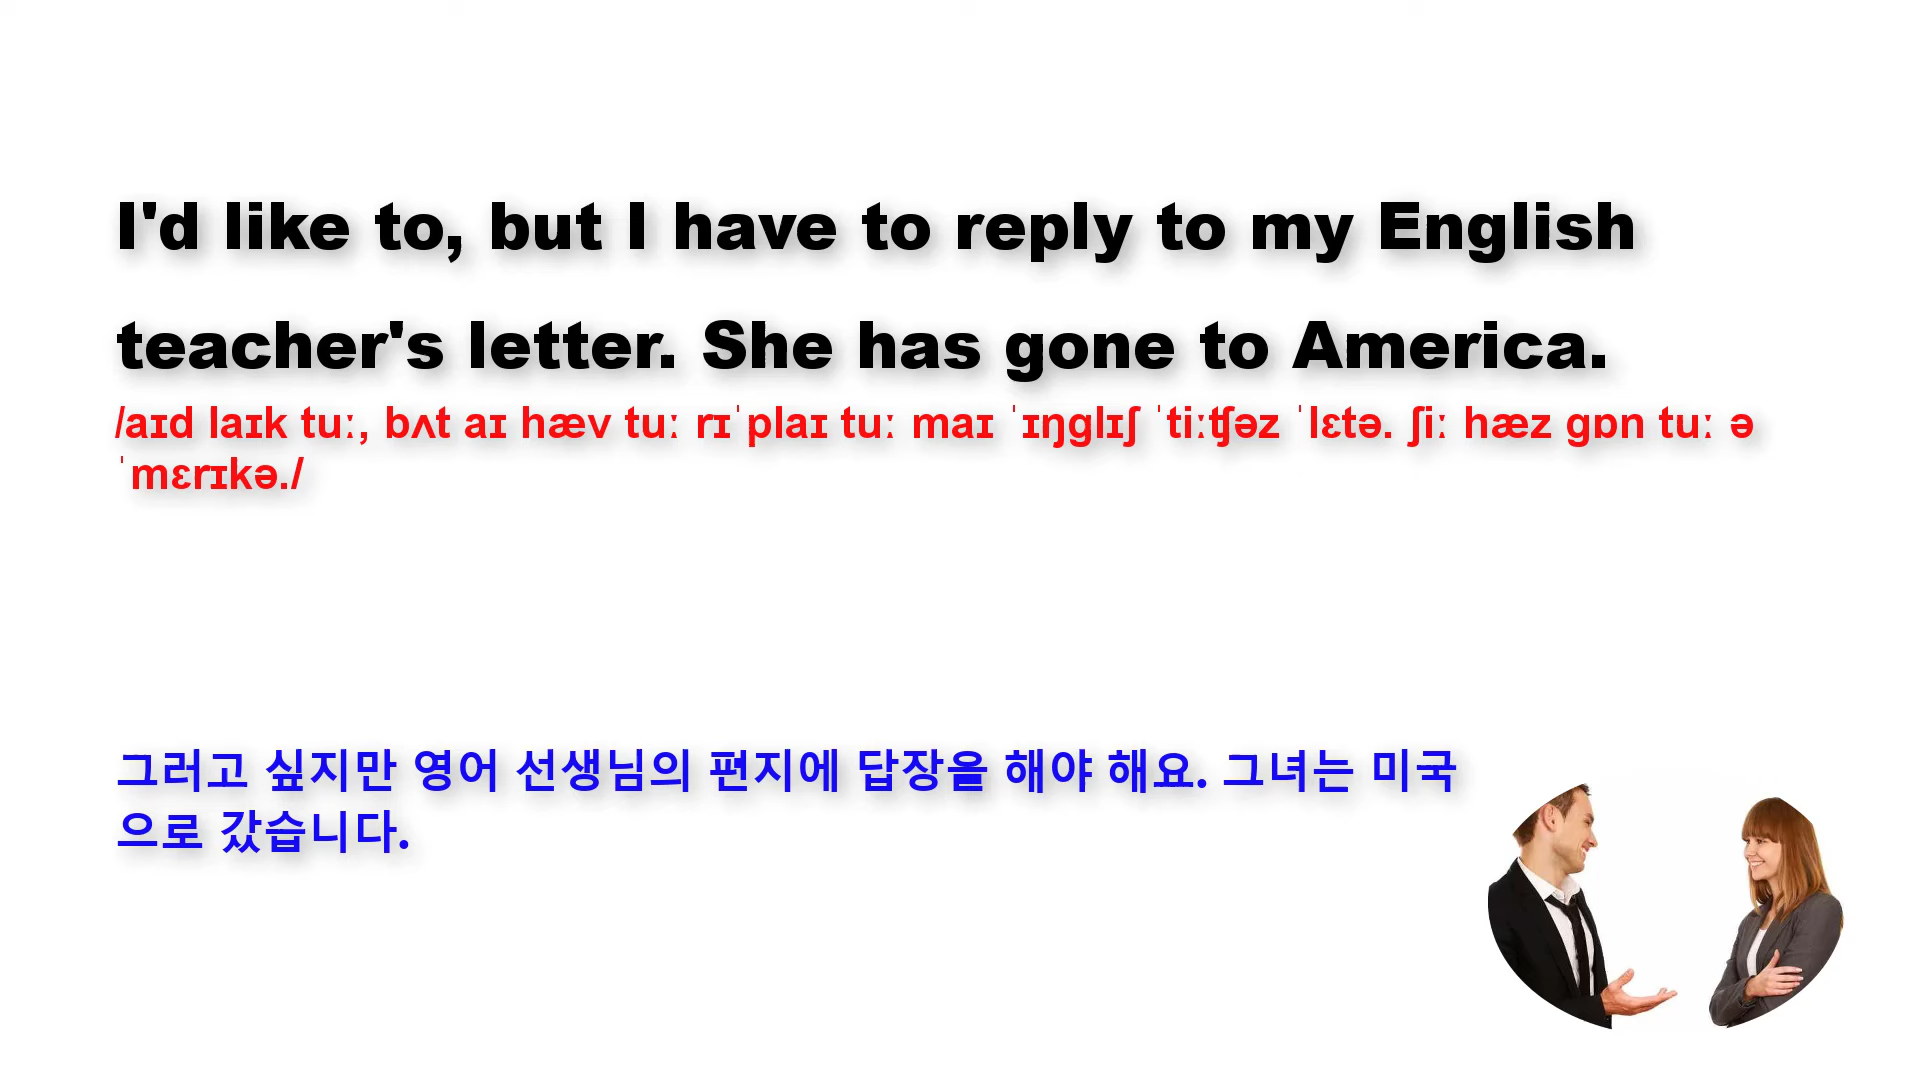 I'd like to, but I have to reply to my English
teacher's letter. She has gone to America.
/aɪd laɪk tuː, bʌt aɪ hæv tuː rɪˈplaɪ tuː maɪ ˈɪŋglɪʃ ˈtiːʧəz ˈlɛtə. ʃiː hæz gɒn tuː ə
ˈmɛrɪkə./
그러고 싶지만 영어 선생님의 편지에 답장을 해야 해요. 그녀는 미국
으로 갔습니다.